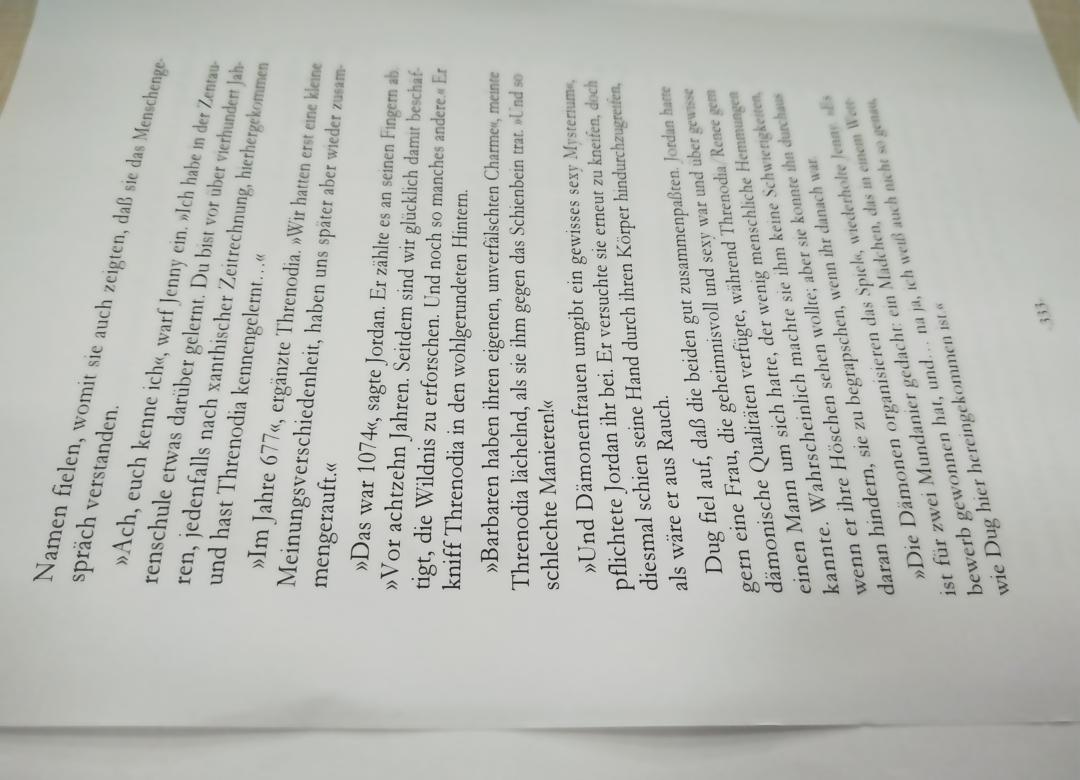 Namen fielen, womit sie auch zeigten, daß sie das Menschenge-
spräch verstanden.
»Ach, euch kenne ich«, warf Jenny ein. »Ich habe in der Zentau-
renschule etwas darüber gelernt. Du bist vor über vierhundert Jah-
ren, jedenfalls nach xanthischer Zeitrechnung, hierhergekommen
und hast Threnodia kennengelernt...«
»Im Jahre 677«, ergänzte Threnodia. »Wir hatten erst eine kleine
Meinungsverschiedenheit, haben uns später aber wieder zusam-
mengerauft.«
»Das war 1074«, sagte Jordan. Er zählte es an seinen Fingern ab.
»Vor achtzehn Jahren. Seitdem sind wir glücklich damit beschäf-
tigt, die Wildnis zu erforschen. Und noch so manches andere.« Er
kniff Threnodia in den wohlgerundeten Hintern.
»Barbaren haben ihren eigenen, unverfälschten Charme«, meinte
Threnodia lächelnd, als sie ihm gegen das Schienbein trat. »Und so
schlechte Manieren!«
»Und Dämonenfrauen umgibt ein gewisses sexy Mysterium«,
pflichtete Jordan ihr bei. Er versuchte sie erneut zu kneifen, doch
diesmal schien seine Hand durch ihren Körper hindurchzugreifen,
als wäre er aus Rauch.
Dug fiel auf, daß die beiden gut zusammenpaßten. Jordan hatte
gern eine Frau, die geheimnisvoll und sexy war und über gewisse
dämonische Qualitäten verfügte, während Threnodia/Renee gern
einen Mann um sich hatte, der wenig menschliche Hemmungen
kannte. Wahrscheinlich machte sie ihm keine Schwierigkeiten,
wenn er ihre Höschen sehen wollte; aber sie konnte ihn durchaus
daran hindern, sie zu begrapschen, wenn ihr danach war.
»Die Dämonen organisieren das Spiel«, wiederholte Jenny. »Es
ist für zwei Mundanier gedacht: ein Mädchen, das in einem Wett-
bewerb gewonnen hat, und... na ja, ich weiß auch nicht so genau,
wie Dug hier hereingekommen ist.«
333